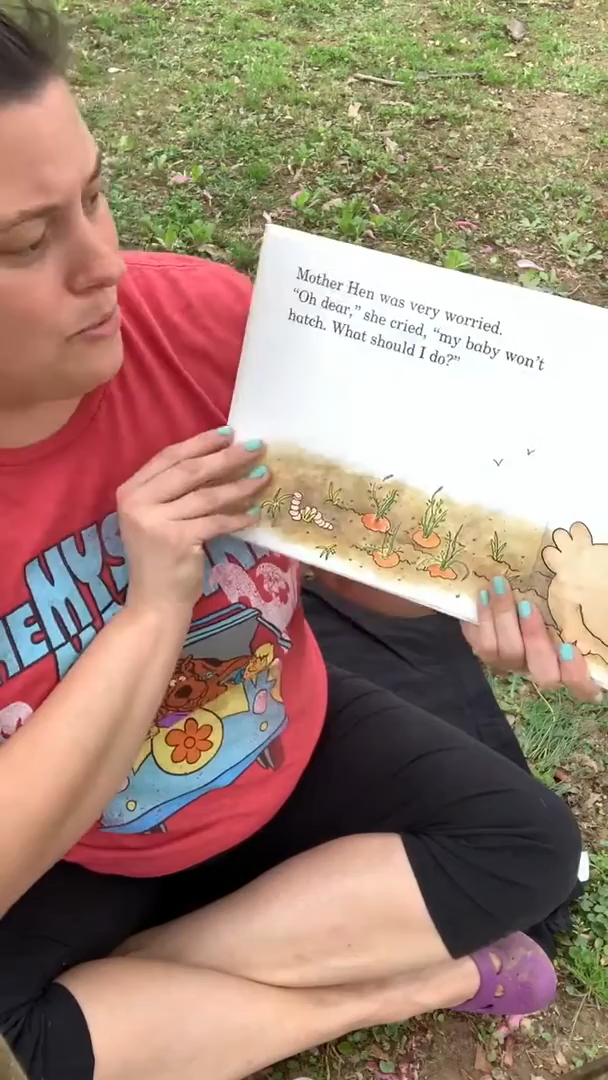 Mother Hen was very worried.
“Oh dear,” she cried, “my baby won’t
hatch. What should I do?”